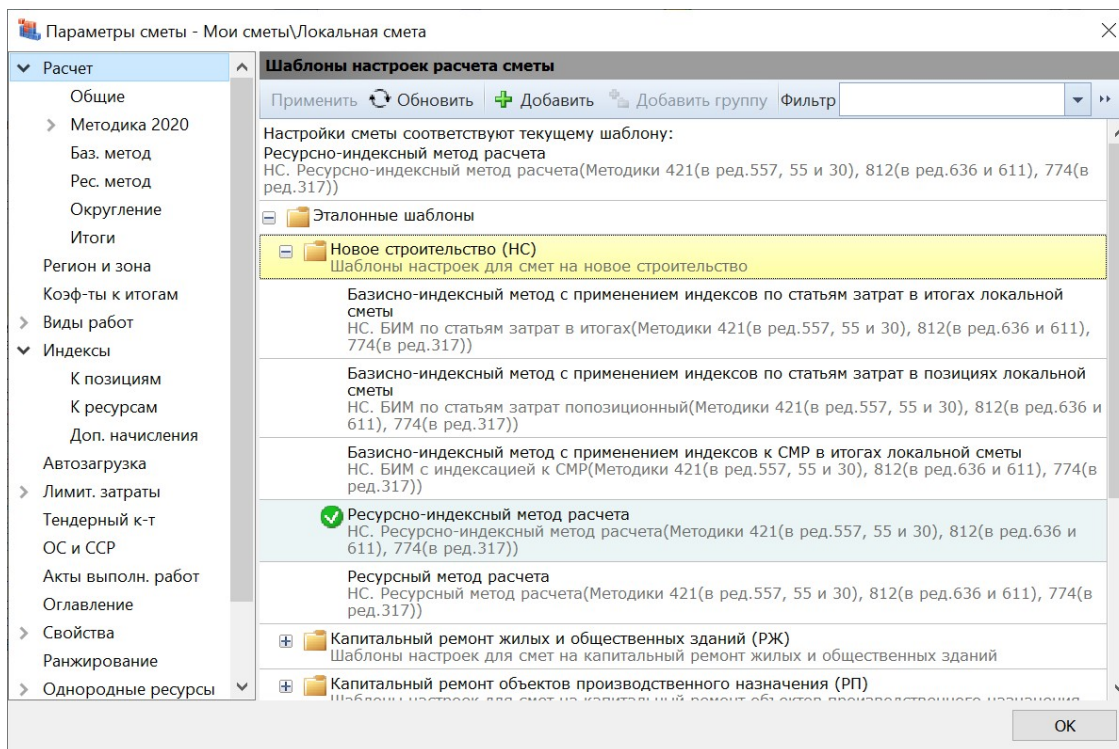 Параметры сметы - Мои сметы\Локальная смета
Расчет
Общие
Методика 2020
Баз. метод
Рес. метод
Округление
Итоги
Регион и зона
Коэф-ты к итогам
Виды работ
Индексы
К позициям
К ресурсам
Доп. начисления
Автозагрузка
Лимит. затраты
Тендерный к-т
ОС и ССР
Акты выполн. работ
Оглавление
Свойства
Ранжирование
Однородные ресурсы
Шаблоны настроек расчета сметы
Применить Обновить Добавить Добавить группу Фильтр
Настройки сметы соответствуют текущему шаблону:
Ресурсно-индексный метод расчета
НС. Ресурсно-индексный метод расчета(Методики 421(в ред.557, 55 и 30), 812(в ред.636 и 611), 774(в
ред.317))
Эталонные шаблоны
Новое строительство (НС)
Шаблоны настроек для смет на новое строительство
Базисно-индексный метод с применением индексов по статьям затрат в итогах локальной
сметы
НС. БИМ по статьям затрат в итогах(Методики 421(в ред.557, 55 и 30), 812(в ред.636 и 611),
774(в ред.317))
Базисно-индексный метод с применением индексов по статьям затрат в позициях локальной
сметы
НС. БИМ по статьям затрат попозиционный(Методики 421(в ред.557, 55 и 30), 812(в ред.636 и
611), 774(в ред.317))
Базисно-индексный метод с применением индексов к СМР в итогах локальной сметы
НС. БИМ с индексацией к СМР(Методики 421(в ред.557, 55 и 30), 812(в ред.636 и 611), 774(в
ред.317))
Ресурсно-индексный метод расчета
НС. Ресурсно-индексный метод расчета(Методики 421(в ред.557, 55 и 30), 812(в ред.636 и
611), 774(в ред.317))
Ресурсный метод расчета
НС. Ресурсный метод расчета(Методики 421(в ред.557, 55 и 30), 812(в ред.636 и 611), 774(в
ред.317))
Капитальный ремонт жилых и общественных зданий (РЖ)
Шаблоны настроек для смет на капитальный ремонт жилых и общественных зданий
Капитальный ремонт объектов производственного назначения (РП)
Шаблоны настроек для смет на капитальный ремонт объектов производственного назначения
ОК